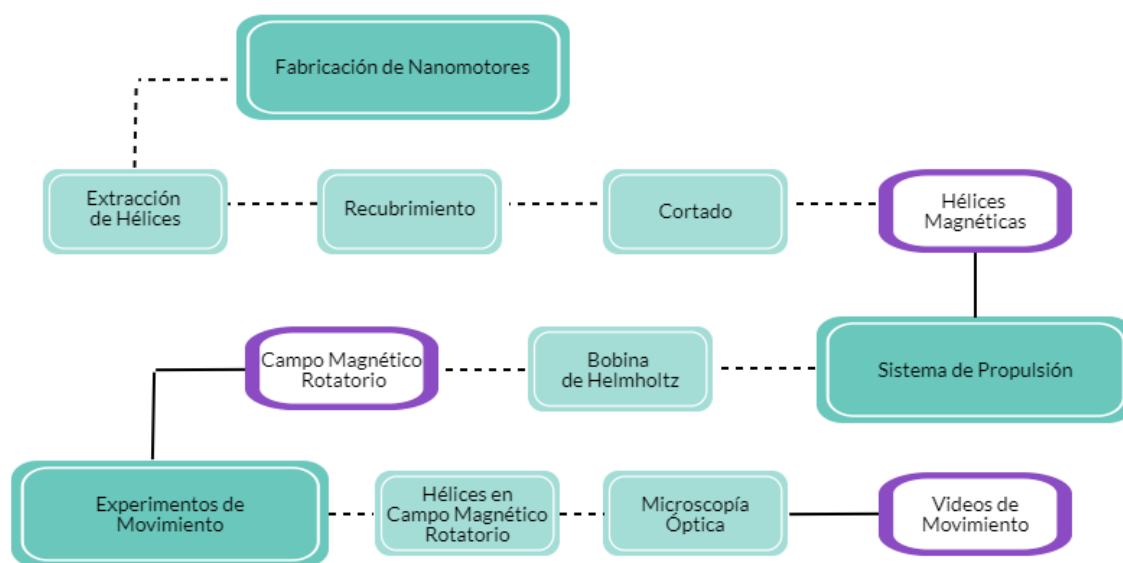 Fabricación de Nanomotores
Extracción
de Hélices
Recubrimiento
Cortado
Hélices
Magnéticas
Campo Magnético
Rotatorio
Bobina
de Helmholtz
Sistema de Propulsión
Experimentos de
Movimiento
Hélices en
Campo Magnético
Rotatorio
Microscopía
Óptica
Videos de
Movimiento